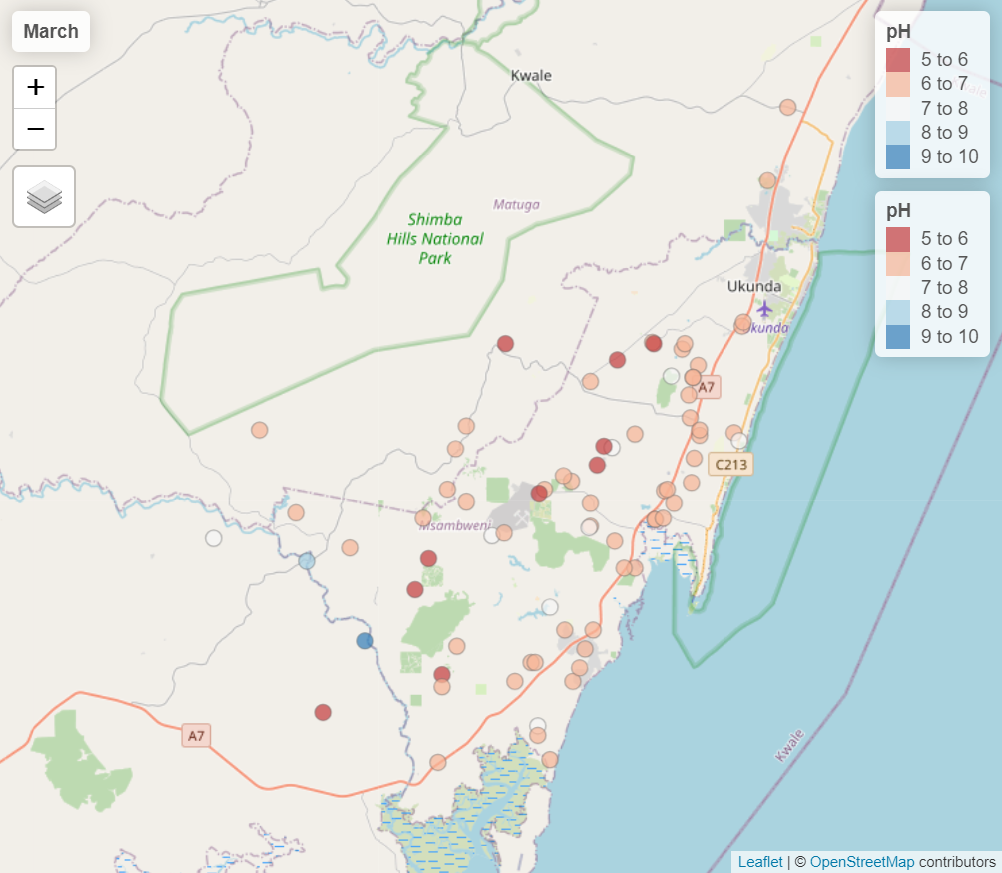 March
+
−
Kwale
Shimba
Hills National
Park
Matuga
Ukunda
Ukunda
A7
C213
Msambweni
A7
Kwale
pH
5 to 6
6 to 7
7 to 8
8 to 9
9 to 10
pH
5 to 6
6 to 7
7 to 8
8 to 9
9 to 10
Leaflet | © OpenStreetMap contributors